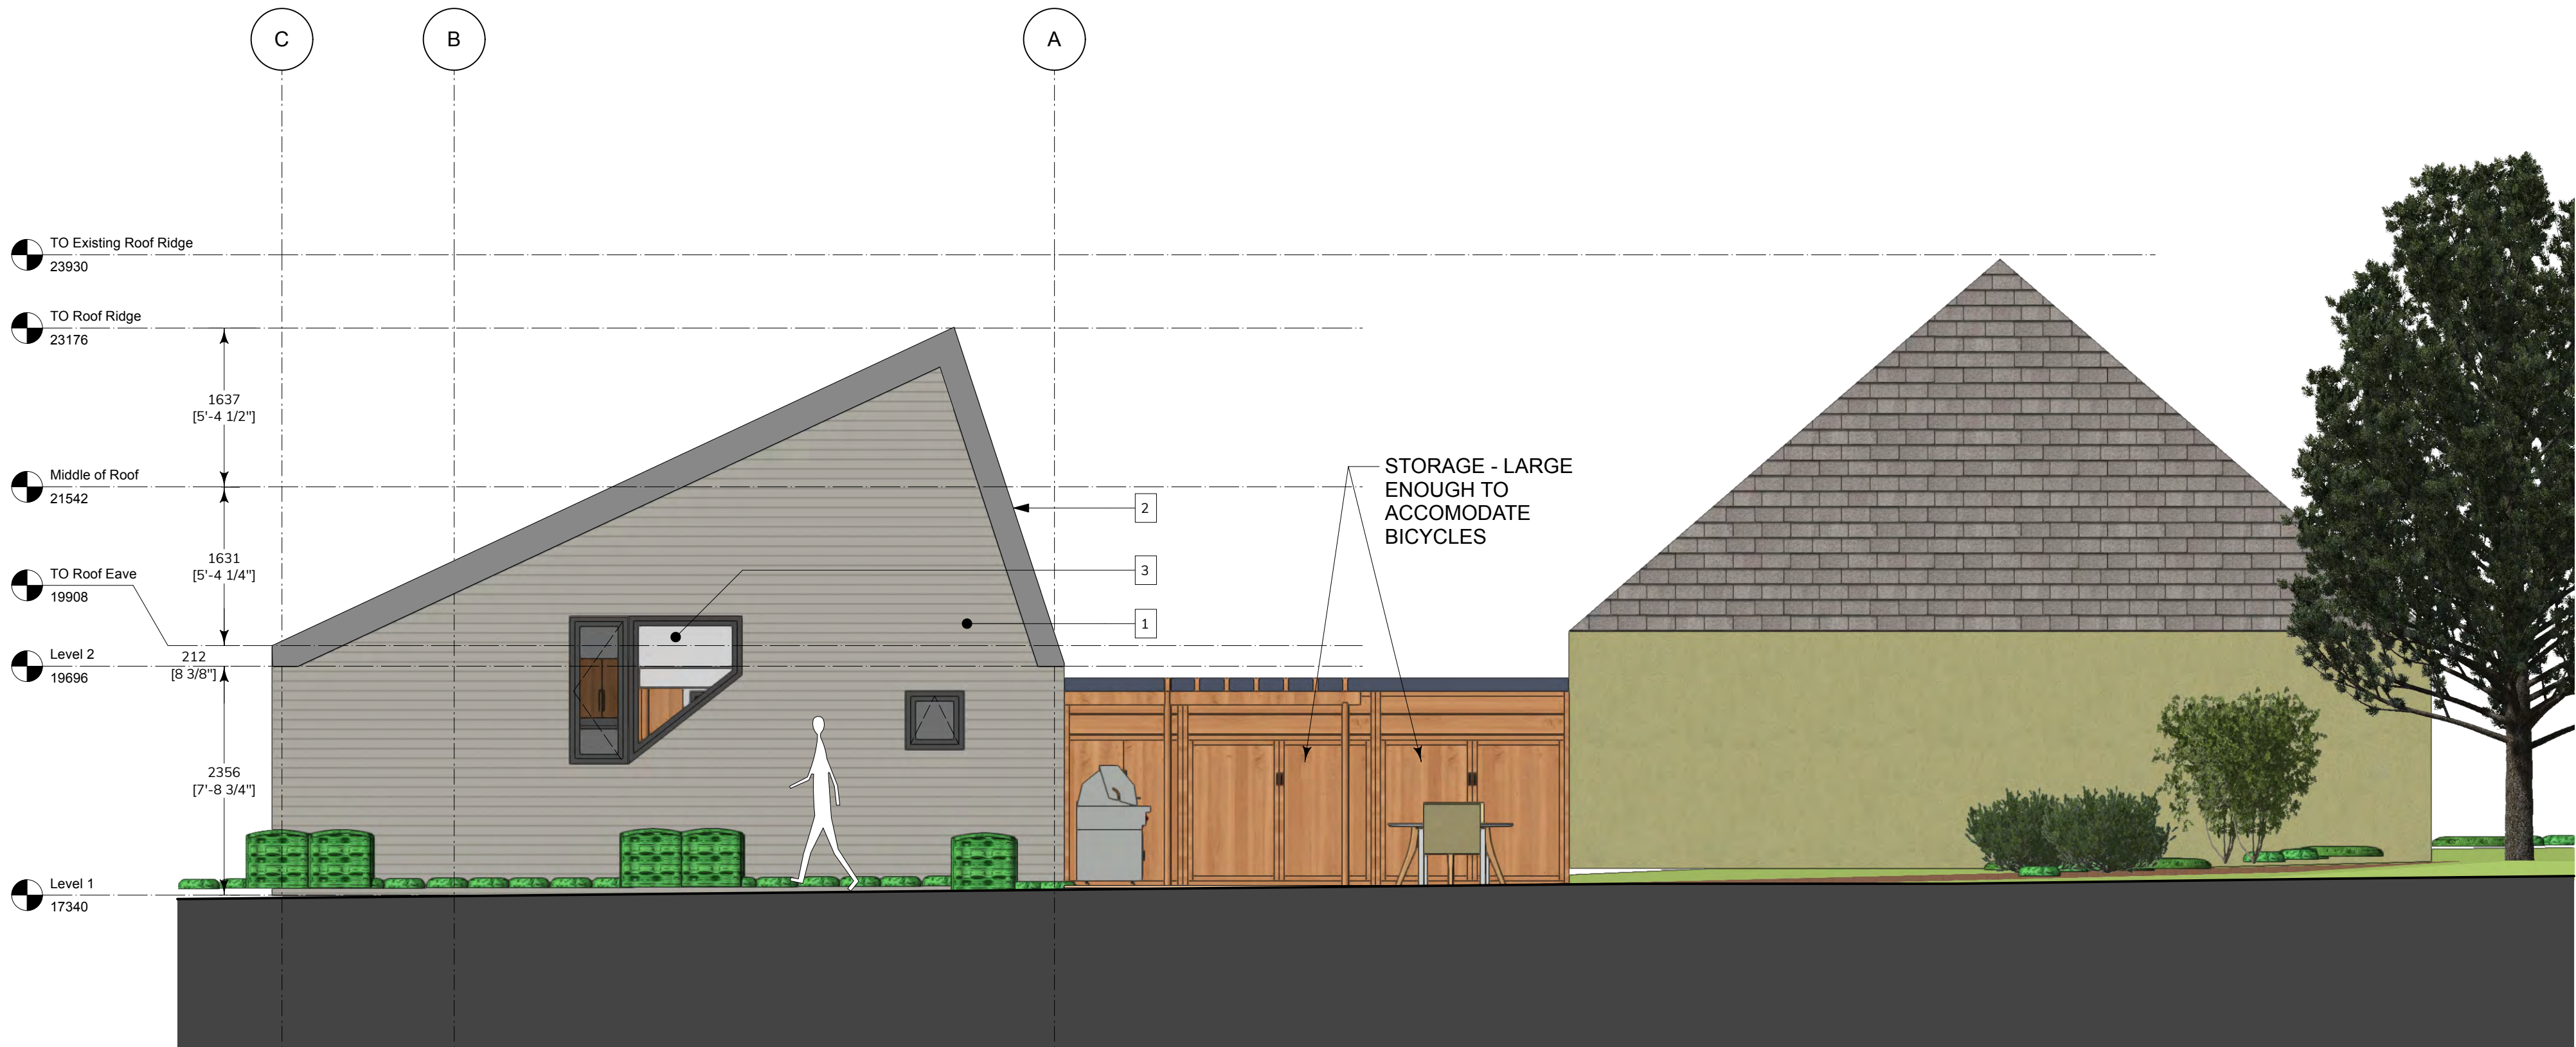 C
B
A
TO Existing Roof Ridge
23930
TO Roof Ridge
23176
1637
[5'-4 1/2"]
Middle of Roof
21542
STORAGE - LARGE
ENOUGH TO
ACCOMODATE
BICYCLES
2
1631
[5'-4 1/4"]
3
TO Roof Eave
19908
1
Level 2
19696
212
[8 3/8"]
2356
[7'-8 3/4"]
Level 1
17340